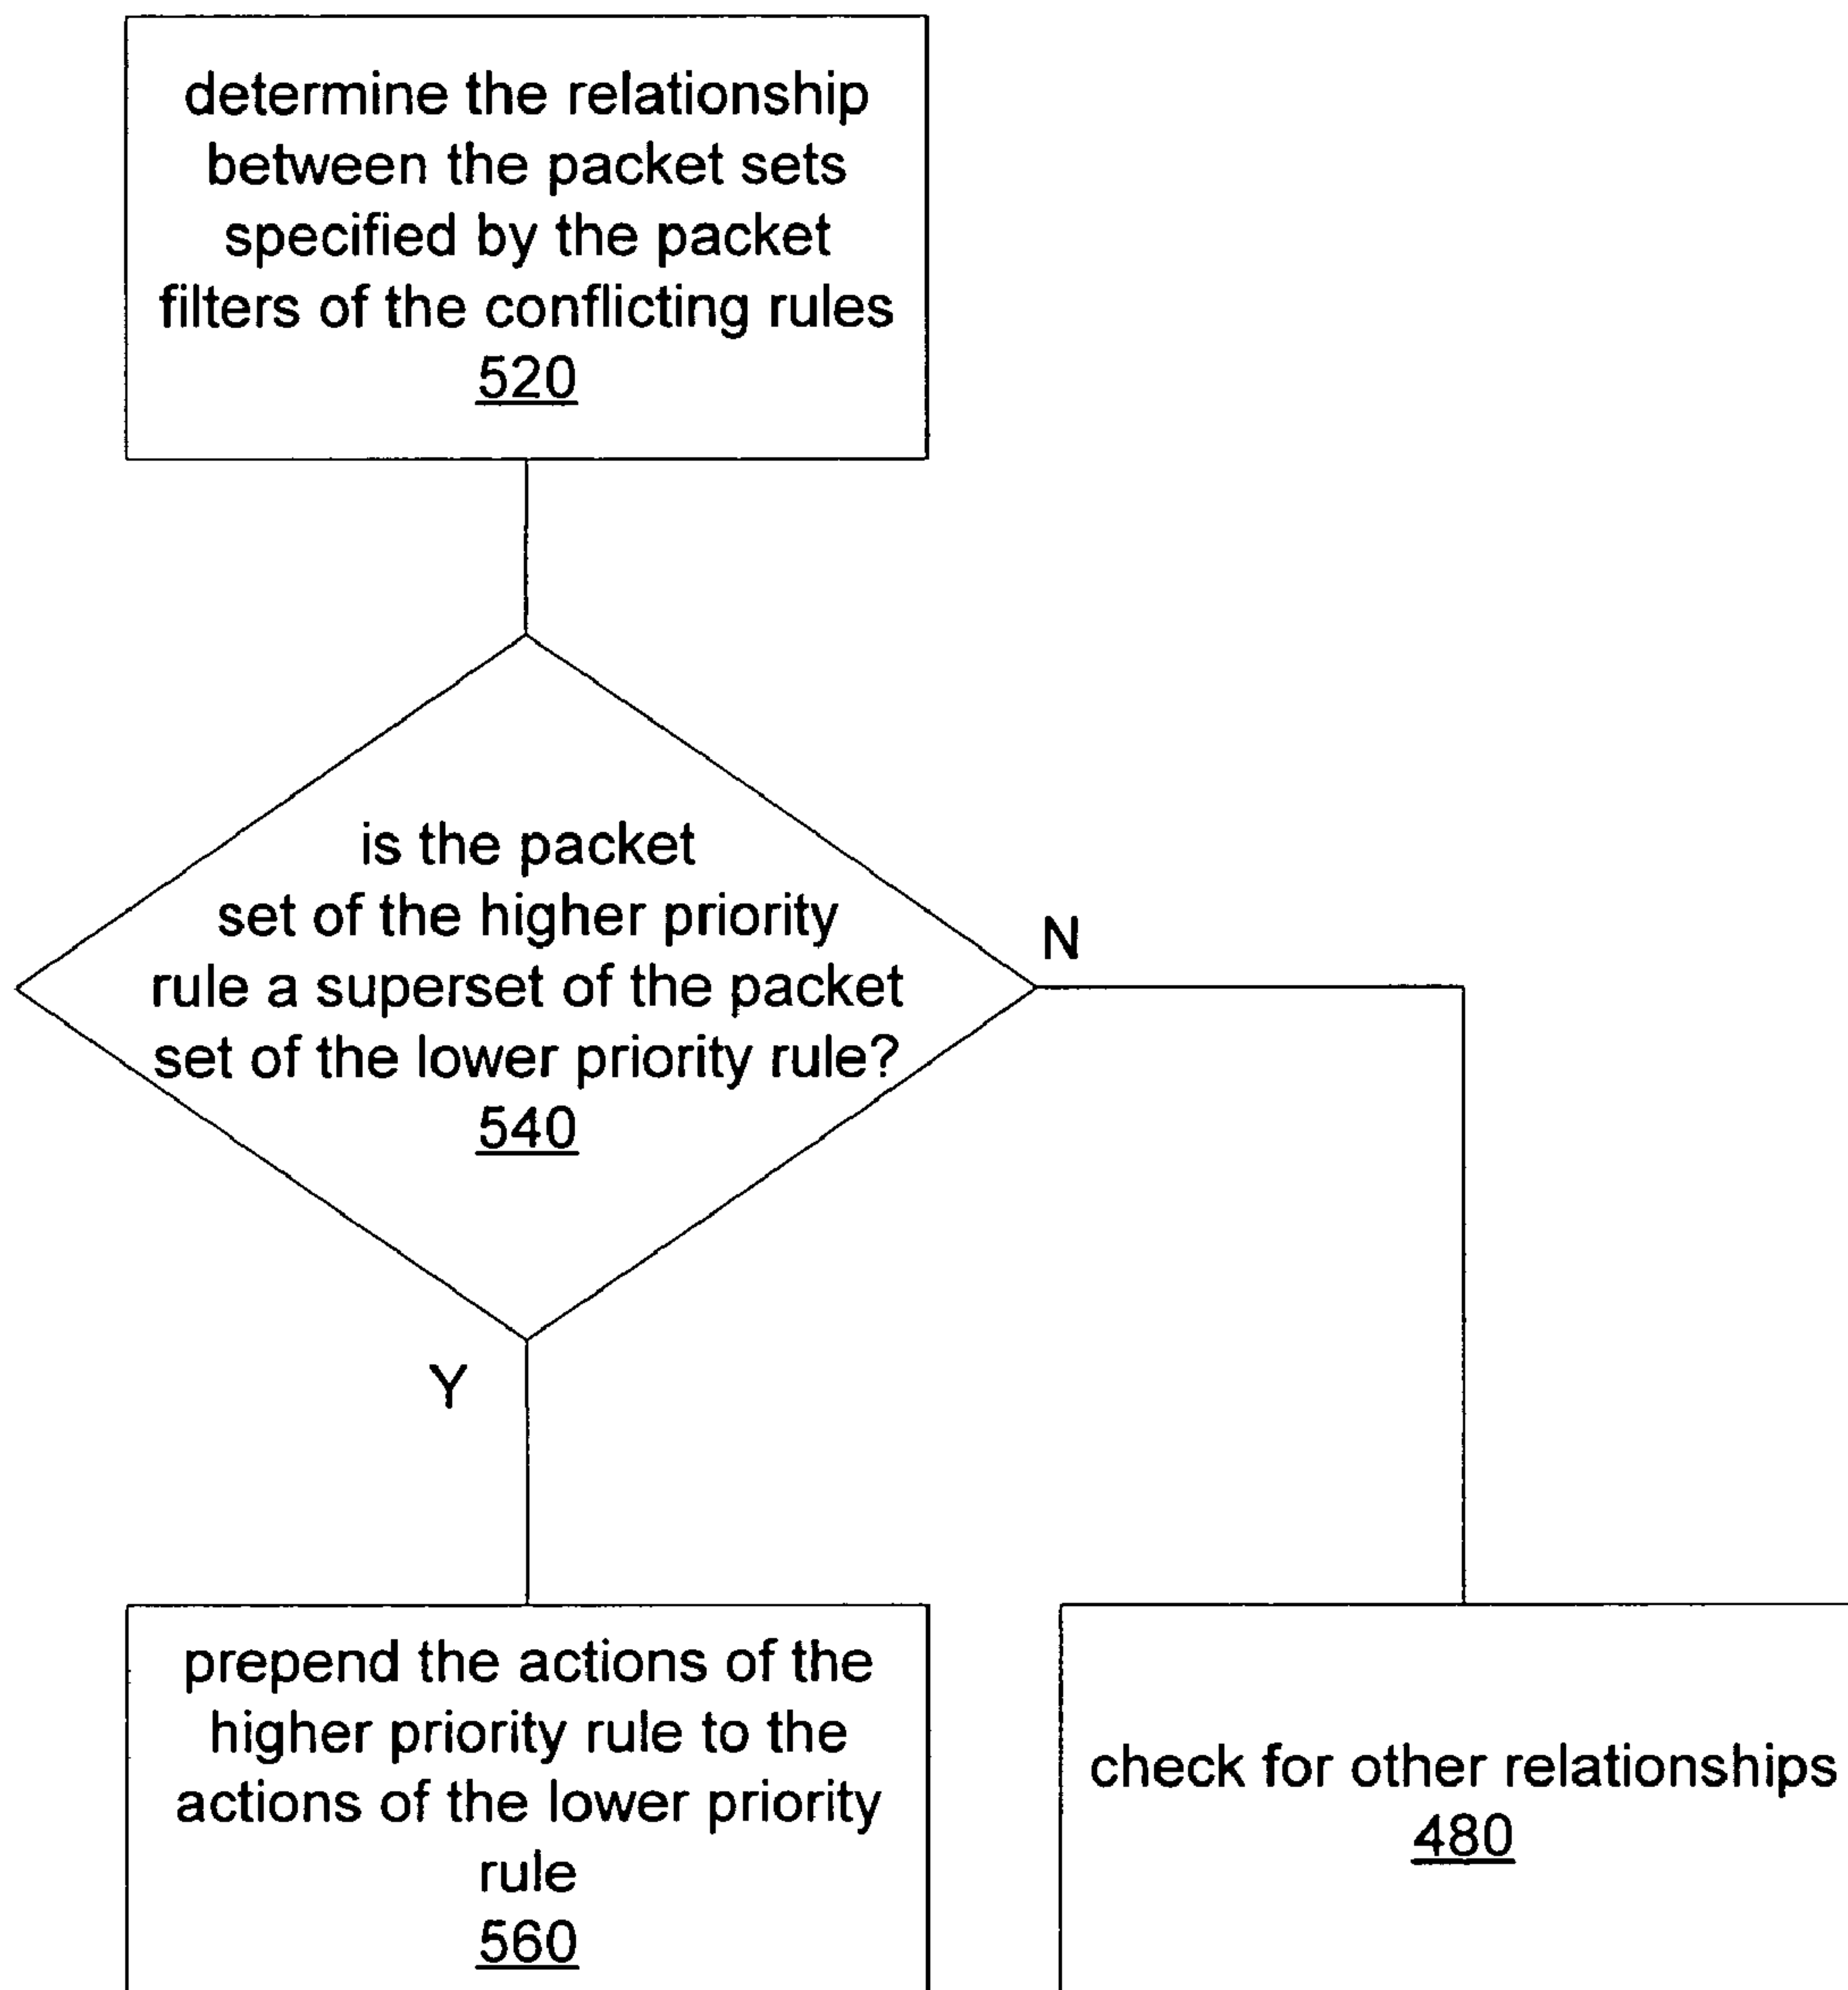 determine the relationship
between the packet sets
specified by the packet
filters of the conflicting rules
520
is the packet
set of the higher priority
rule a superset of the packet
set of the lower priority rule?
540
N
Y
prepend the actions of the
higher priority rule to the
actions of the lower priority
rule
560
check for other relationships
480